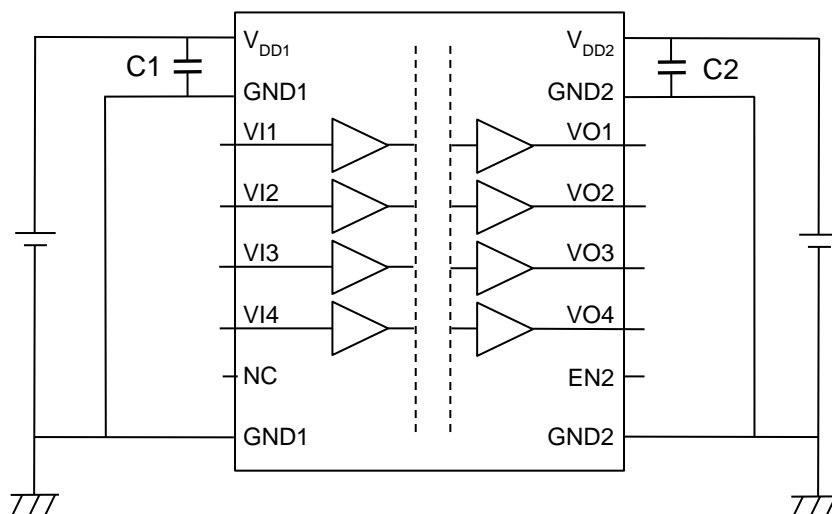 VDD1
VDD2
C1
C2
GND1
GND2
VI1
VO1
VI2
VO2
VI3
VO3
VI4
VO4
NC
EN2
GND1
GND2